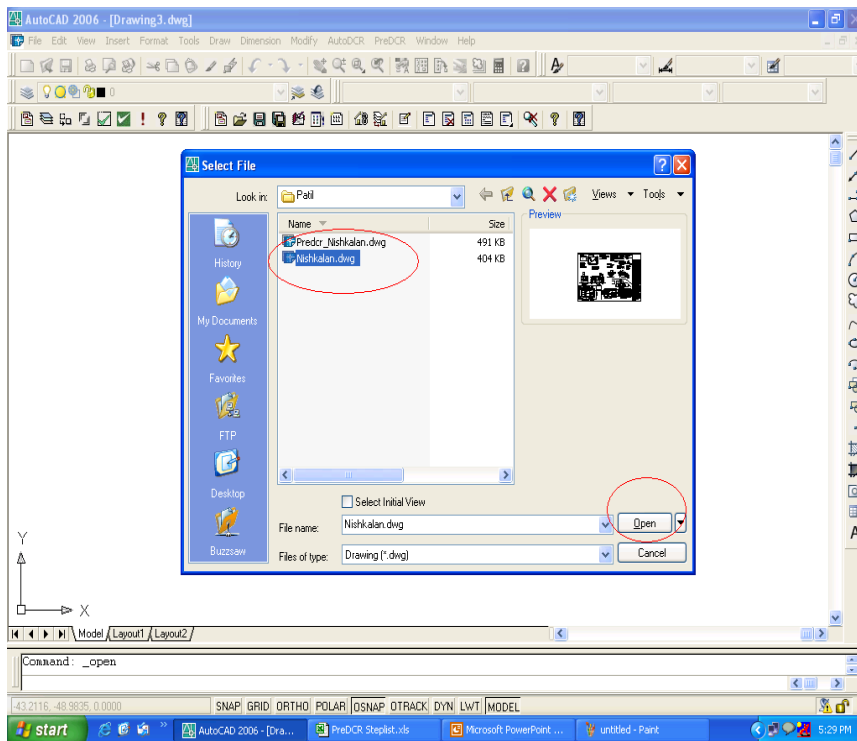 AutoCAD 2006 - [Drawing3.dwg]
File Edit View Insert Format Tools Draw Dimension Modify AutoDCR PreDCR Window Help
0
Select File
Look in: Patil Views Tools
Name Size
Predcr_Nishkalan.dwg 491 KB
Nishkalan.dwg 404 KB
Preview
History
My Documents
Favorites
FTP
Desktop
Buzzsaw
Select Initial View
File name: Nishkalan.dwg Open
Files of type: Drawing (*.dwg) Cancel
Y
X
Model Layout1 Layout2
Command: _open
-43.2116, -48.9835, 0.0000 SNAP GRID ORTHO POLAR OSNAP OTRACK DYN LWT MODEL
start AutoCAD 2006 - [Dra... PreDCR Steplist.xls Microsoft PowerPoint ... untitled - Paint 5:29 PM